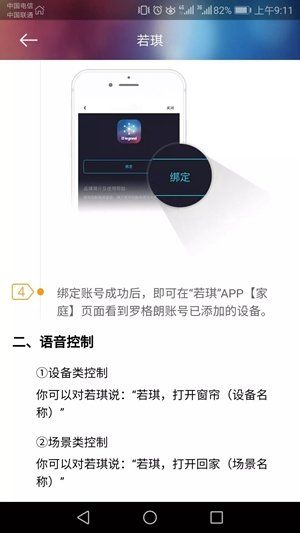 中国电信
中国联通
82% 上午9:11
若琪
legrand
绑定
绑定
4 绑定账号成功后，即可在“若琪”APP【家
庭】页面看到罗格朗账号已添加的设备。
二、语音控制
①设备类控制
你可以对若琪说：“若琪，打开窗帘（设备名
称）”
②场景类控制
你可以对若琪说：“若琪，打开回家（场景名
称）”